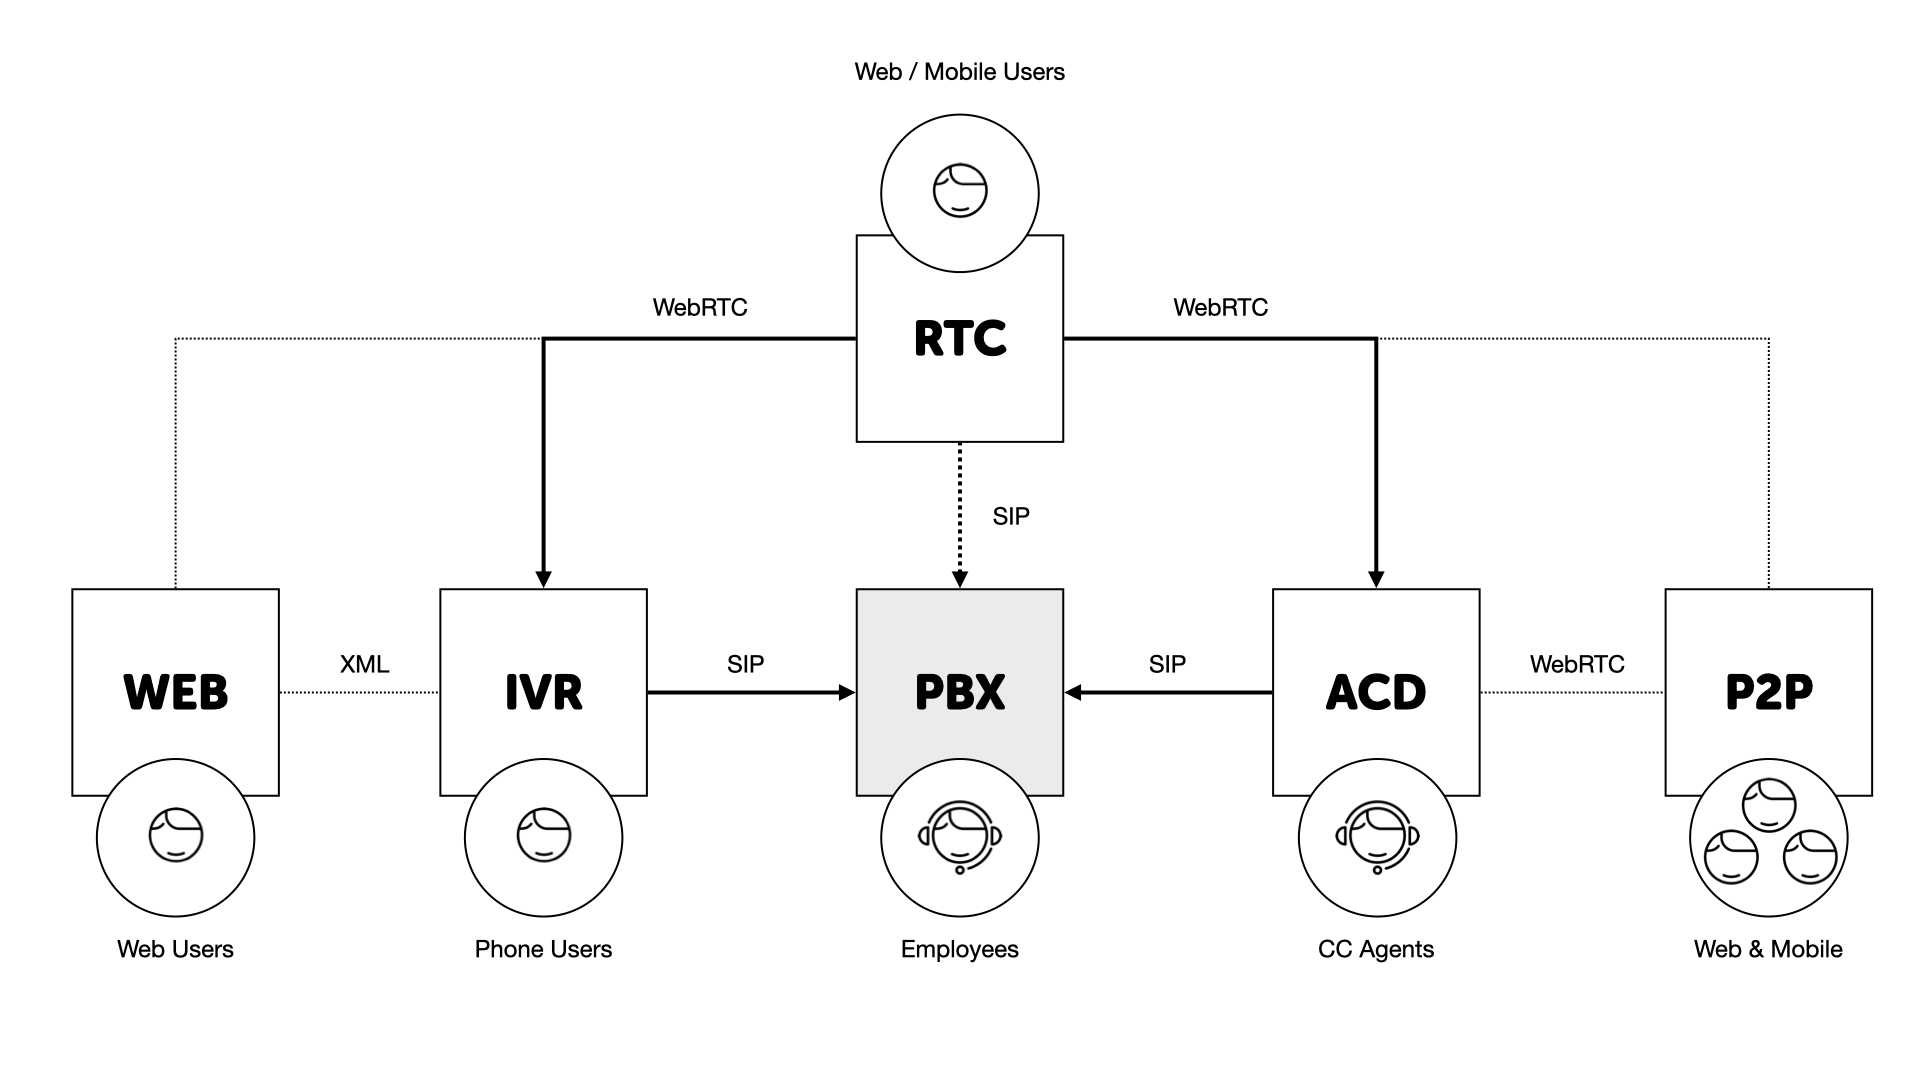 Web / Mobile Users
WebRTC
RTC
WebRTC
SIP
WEB
XML
IVR
SIP
PBX
SIP
ACD
WebRTC
P2P
Web Users
Phone Users
Employees
CC Agents
Web & Mobile